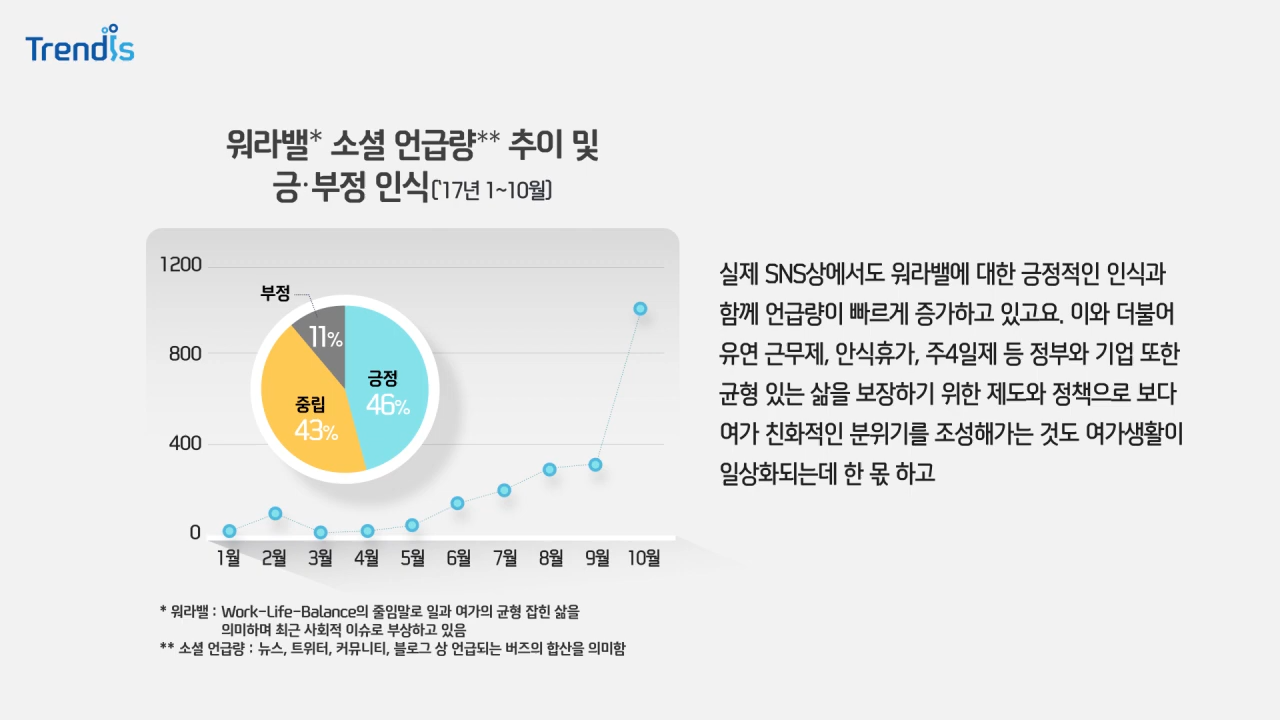 Trendis
워라밸* 소셜 언급량** 추이 및
긍·부정 인식('17년 1~10월)
1200
800
400
0
부정
11%
긍정
46%
중립
43%
1월 2월 3월 4월 5월 6월 7월 8월 9월 10월
* 워라밸 : Work-Life-Balance의 줄임말로 일과 여가의 균형 잡힌 삶을
의미하며 최근 사회적 이슈로 부상하고 있음
** 소셜 언급량 : 뉴스, 트위터, 커뮤니티, 블로그 상 언급되는 버즈의 합산을 의미함
실제 SNS상에서도 워라밸에 대한 긍정적인 인식과
함께 언급량이 빠르게 증가하고 있고요. 이와 더불어
유연 근무제, 안식휴가, 주4일제 등 정부와 기업 또한
균형 있는 삶을 보장하기 위한 제도와 정책으로 보다
여가 친화적인 분위기를 조성해가는 것도 여가생활이
일상화되는데 한 몫 하고